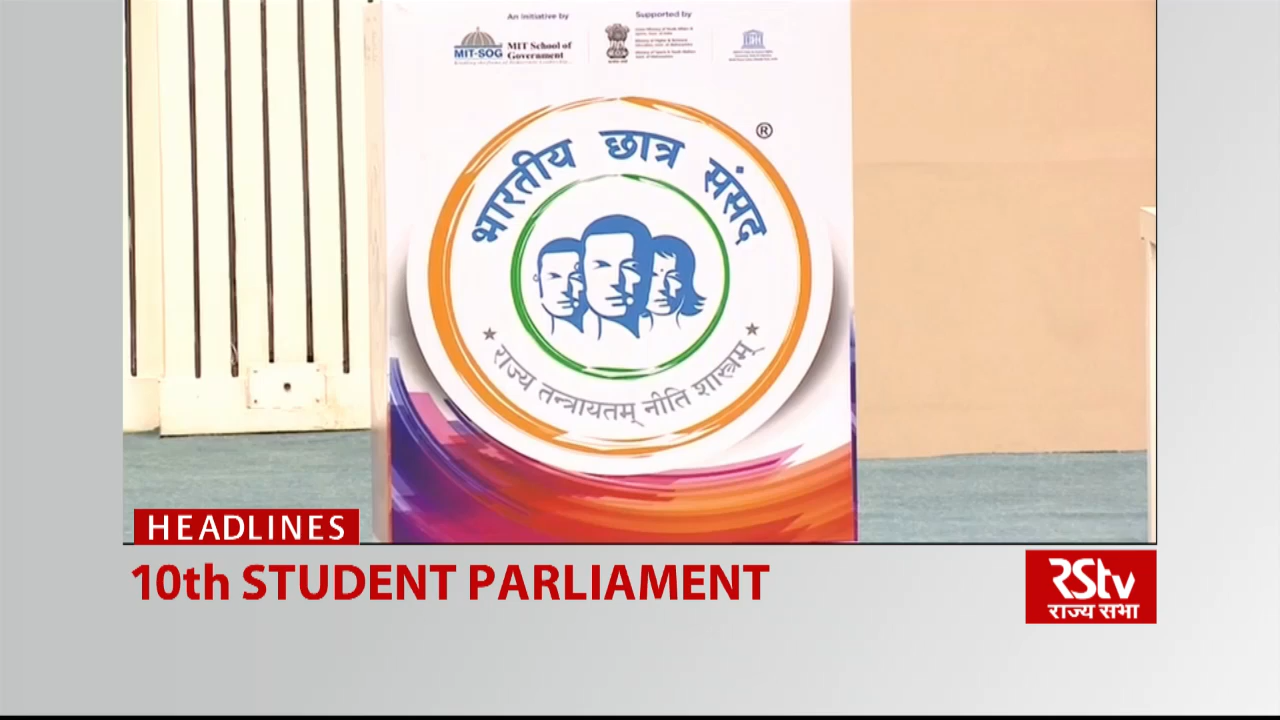 An Initiative by
Supported by
MIT-SOG
MIT School of
Government
®
भारतीय छात्र संसद
राज्य तन्त्रायतम् नीति शास्त्रम्
HEADLINES
10th STUDENT PARLIAMENT
RStv
राज्य सभा